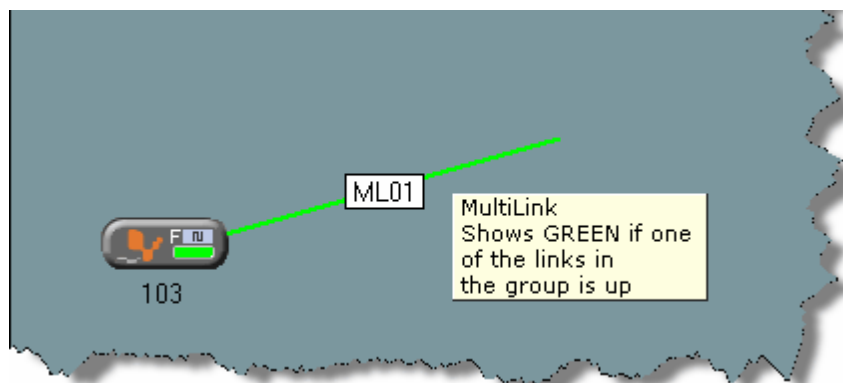 ML01
MultiLink
Shows GREEN if one
of the links in
the group is up
F
103